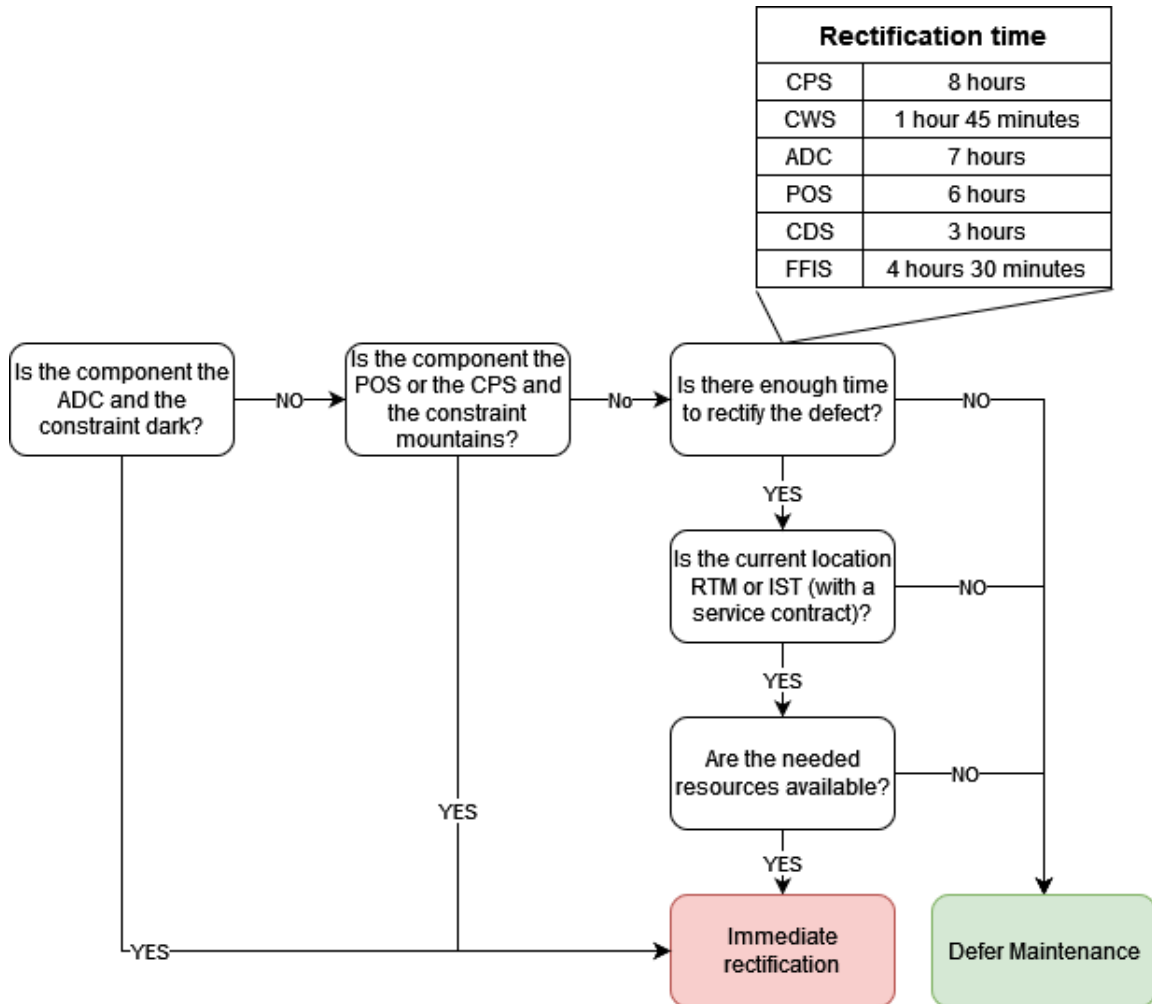 Rectification time
CPS 8 hours
CWS 1 hour 45 minutes
ADC 7 hours
POS 6 hours
CDS 3 hours
FFIS 4 hours 30 minutes
Is the component the
ADC and the
constraint dark?
NO
Is the component the
POS or the CPS and
the constraint
mountains?
No
Is there enough time
to rectify the defect?
NO
YES
Is the current location
RTM or IST (with a
service contract)?
NO
YES
Are the needed
resources available?
NO
YES
YES
YES
Immediate
rectification
Defer Maintenance